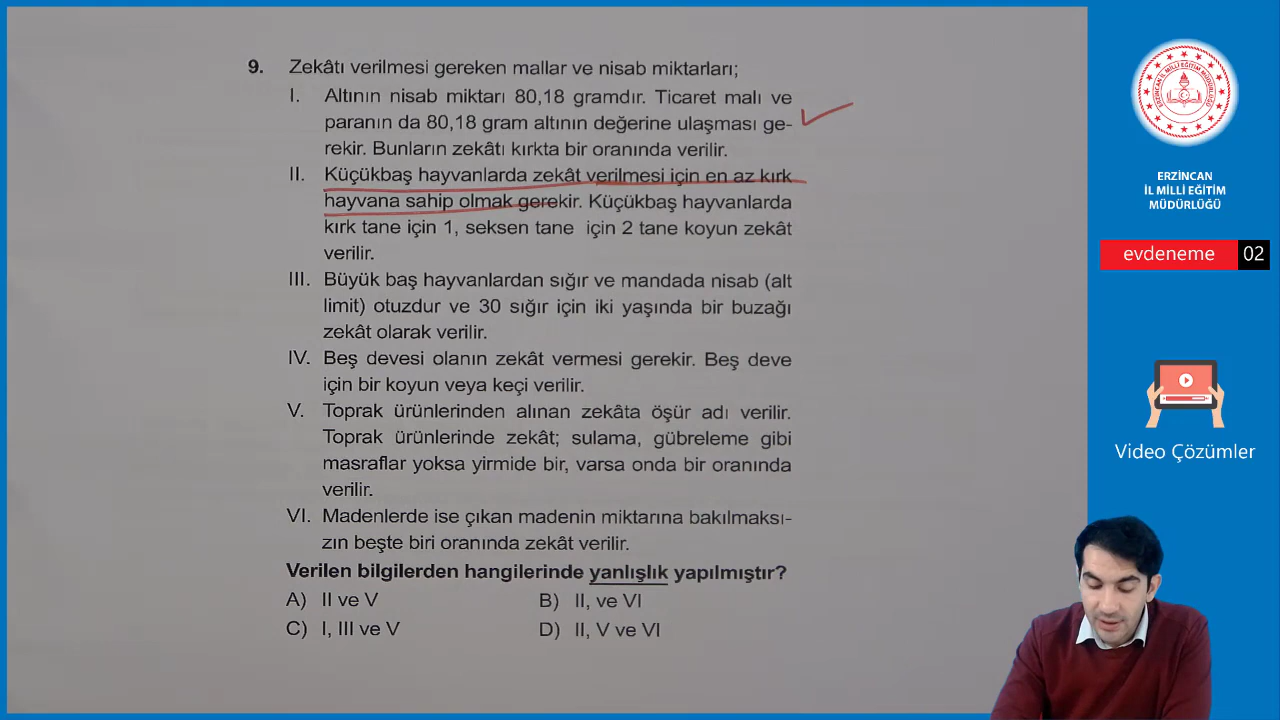 9. Zekâtı verilmesi gereken mallar ve nisab miktarları;
I. Altının nisab miktarı 80,18 gramdır. Ticaret malı ve
paranın da 80,18 gram altının değerine ulaşması ge-
rekir. Bunların zekâtı kırkta bir oranında verilir.
II. Küçükbaş hayvanlarda zekât verilmesi için en az kırk
hayvana sahip olmak gerekir. Küçükbaş hayvanlarda
kırk tane için 1, seksen tane için 2 tane koyun zekât
verilir.
III. Büyük baş hayvanlardan sığır ve mandada nisab (alt
limit) otuzdur ve 30 sığır için iki yaşında bir buzağı
zekât olarak verilir.
IV. Beş devesi olanın zekât vermesi gerekir. Beş deve
için bir koyun veya keçi verilir.
V. Toprak ürünlerinden alınan zekâta öşür adı verilir.
Toprak ürünlerinde zekât; sulama, gübreleme gibi
masraflar yoksa yirmide bir, varsa onda bir oranında
verilir.
VI. Madenlerde ise çıkan madenin miktarına bakılmaksı-
zın beşte biri oranında zekât verilir.
Verilen bilgilerden hangilerinde yanlışlık yapılmıştır?
A) II ve V B) II, ve VI
C) I, III ve V D) II, V ve VI
ERZİNCAN
İL MİLLİ EĞİTİM
MÜDÜRLÜĞÜ
evdeneme 02
Video Çözümler